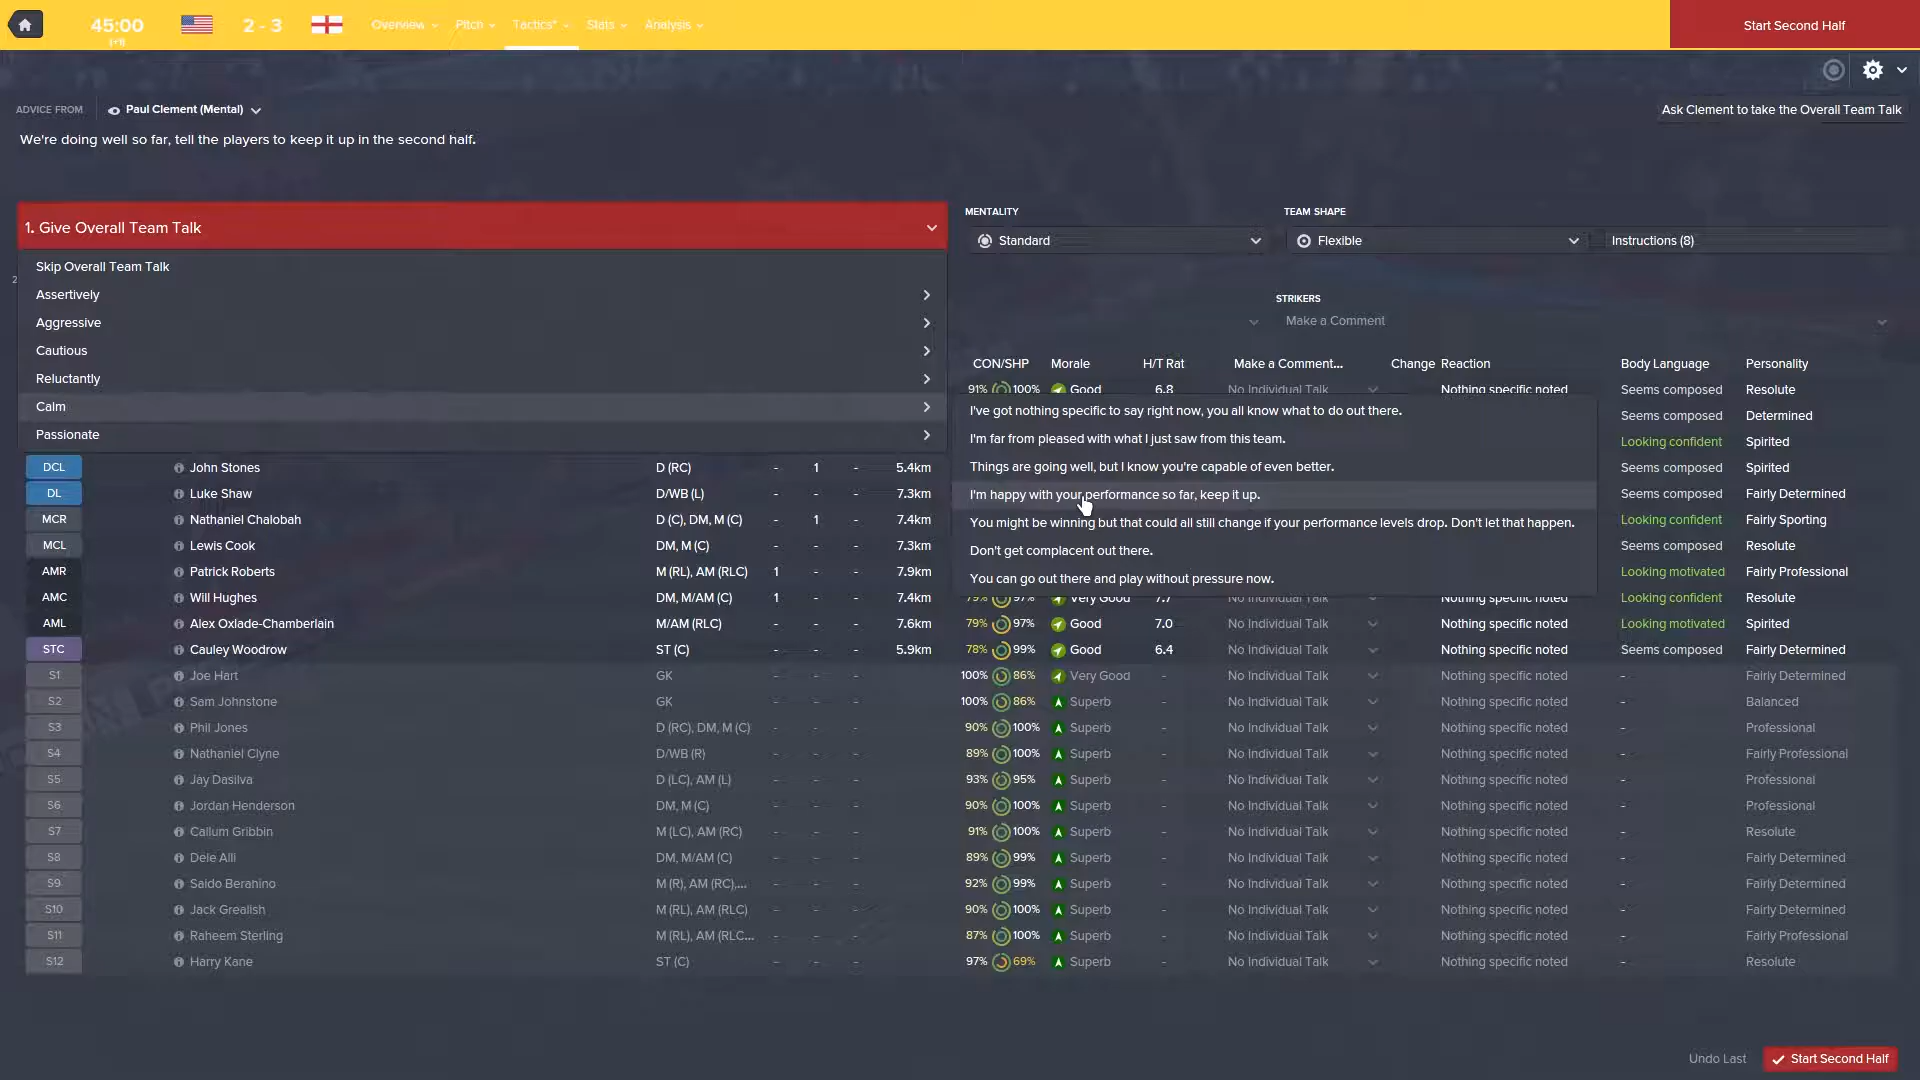 45:00 2 - 3 Overview Pitch Tactics* Stats Analysis Start Second Half
(+1)
ADVICE FROM Paul Clement (Mental) Ask Clement to take the Overall Team Talk
We're doing well so far, tell the players to keep it up in the second half.
MENTALITY TEAM SHAPE
1. Give Overall Team Talk
Standard Flexible Instructions (8)
Skip Overall Team Talk
2
Assertively
STRIKERS
Aggressive Make a Comment
Cautious
CON/SHP Morale H/T Rat Make a Comment... Change Reaction Body Language Personality
Reluctantly
91% 100% Good 6.8 No Individual Talk Nothing specific noted Seems composed Resolute
Calm
I've got nothing specific to say right now, you all know what to do out there. Seems composed Determined
Passionate
I'm far from pleased with what I just saw from this team. Looking confident Spirited
DCL John Stones D (RC) - 1 - 5.4km Things are going well, but I know you're capable of even better. Seems composed Spirited
DL Luke Shaw D/WB (L) - - - 7.3km I'm happy with your performance so far, keep it up. Seems composed Fairly Determined
MCR Nathaniel Chalobah D (C), DM, M (C) - 1 - 7.4km You might be winning but that could all still change if your performance levels drop. Don't let that happen. Looking confident Fairly Sporting
MCL Lewis Cook DM, M (C) - - - 7.3km Don't get complacent out there. Seems composed Resolute
AMR Patrick Roberts M (RL), AM (RLC) 1 - - 7.9km You can go out there and play without pressure now. Looking motivated Fairly Professional
AMC Will Hughes DM, M/AM (C) 1 - - 7.4km 79% 97% Very Good 7.7 No Individual Talk Nothing specific noted Looking confident Resolute
AML Alex Oxlade-Chamberlain M/AM (RLC) - - - 7.6km 79% 97% Good 7.0 No Individual Talk Nothing specific noted Looking motivated Spirited
STC Cauley Woodrow ST (C) - - - 5.9km 78% 99% Good 6.4 No Individual Talk Nothing specific noted Seems composed Fairly Determined
S1 Joe Hart GK - - - 100% 86% Very Good - No Individual Talk Nothing specific noted - Fairly Determined
S2 Sam Johnstone GK - - - 100% 86% Superb - No Individual Talk Nothing specific noted - Balanced
S3 Phil Jones D (RC), DM, M (C) - - - 90% 100% Superb - No Individual Talk Nothing specific noted - Professional
S4 Nathaniel Clyne D/WB (R) - - - 89% 100% Superb - No Individual Talk Nothing specific noted - Fairly Professional
S5 Jay Dasilva D (LC), AM (L) - - - 93% 95% Superb - No Individual Talk Nothing specific noted - Professional
S6 Jordan Henderson DM, M (C) - - - 90% 100% Superb - No Individual Talk Nothing specific noted - Professional
S7 Callum Gribbin M (LC), AM (RC) - - - 91% 100% Superb - No Individual Talk Nothing specific noted - Resolute
S8 Dele Alli DM, M/AM (C) - - - 89% 99% Superb - No Individual Talk Nothing specific noted - Fairly Determined
S9 Saido Berahino M (R), AM (RC),... - - - 92% 99% Superb - No Individual Talk Nothing specific noted - Fairly Determined
S10 Jack Grealish M (RL), AM (RLC) - - - 90% 100% Superb - No Individual Talk Nothing specific noted - Fairly Determined
S11 Raheem Sterling M (RL), AM (RLC... - - - 87% 100% Superb - No Individual Talk Nothing specific noted - Fairly Professional
S12 Harry Kane ST (C) - - - 97% 69% Superb - No Individual Talk Nothing specific noted - Resolute
Undo Last Start Second Half